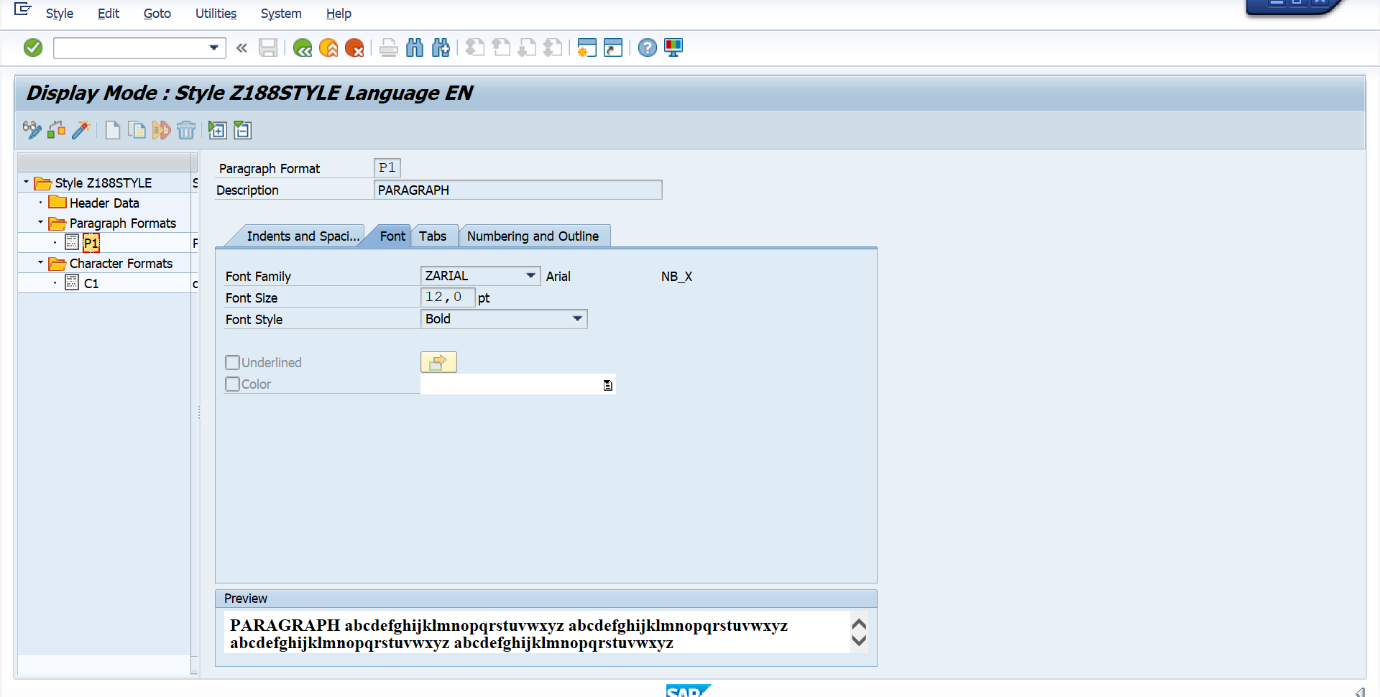 Style Edit Goto Utilities System Help
Display Mode : Style Z188STYLE Language EN
Style Z188STYLE S
Header Data
Paragraph Formats
P1 P
Character Formats
C1 c
Paragraph Format P1
Description PARAGRAPH
Indents and Spaci... Font Tabs Numbering and Outline
Font Family ZARIAL Arial NB_X
Font Size 12,0 pt
Font Style Bold
Underlined
Color
Preview
PARAGRAPH abcdefghijklmnopqrstuvwxyz abcdefghijklmnopqrstuvwxyz
abcdefghijklmnopqrstuvwxyz abcdefghijklmnopqrstuvwxyz
SAP